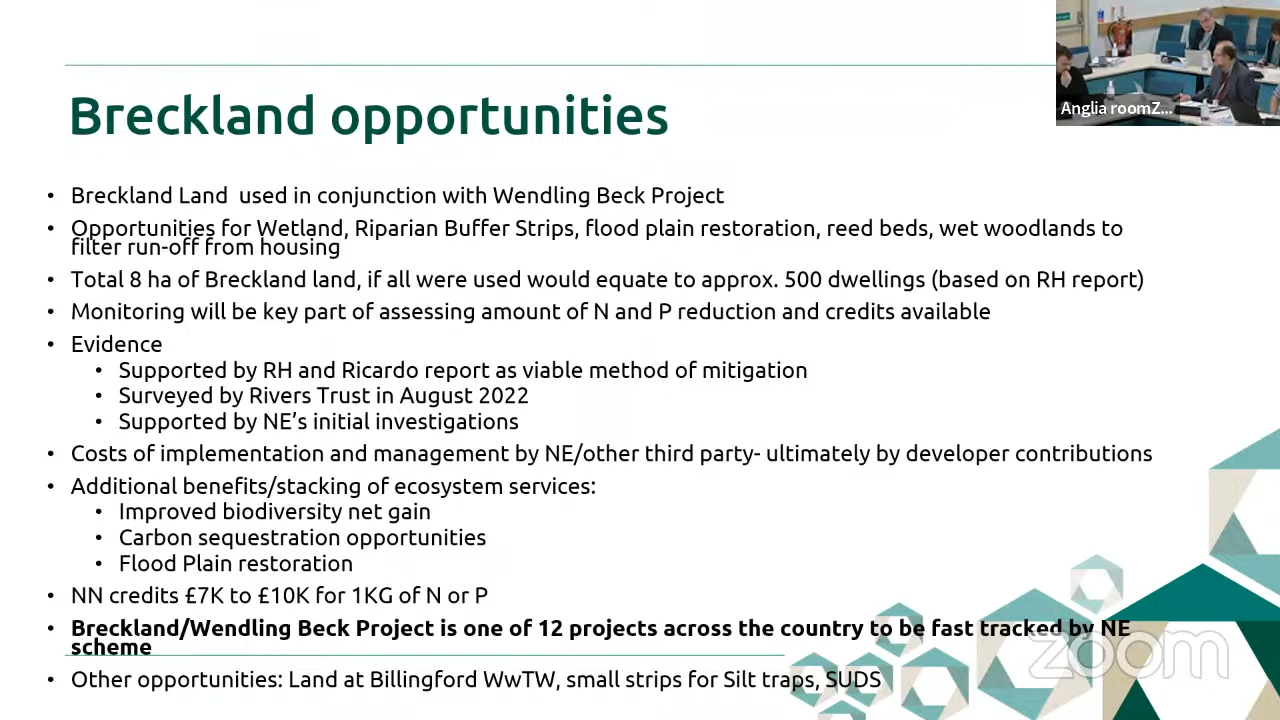 Anglia roomZ...
Breckland opportunities
• Breckland Land used in conjunction with Wendling Beck Project
• Opportunities for Wetland, Riparian Buffer Strips, flood plain restoration, reed beds, wet woodlands to
filter run-off from housing
• Total 8 ha of Breckland land, if all were used would equate to approx. 500 dwellings (based on RH report)
• Monitoring will be key part of assessing amount of N and P reduction and credits available
• Evidence
• Supported by RH and Ricardo report as viable method of mitigation
• Surveyed by Rivers Trust in August 2022
• Supported by NE’s initial investigations
• Costs of implementation and management by NE/other third party- ultimately by developer contributions
• Additional benefits/stacking of ecosystem services:
• Improved biodiversity net gain
• Carbon sequestration opportunities
• Flood Plain restoration
• NN credits £7K to £10K for 1KG of N or P
• Breckland/Wendling Beck Project is one of 12 projects across the country to be fast tracked by NE
scheme
• Other opportunities: Land at Billingford WwTW, small strips for Silt traps, SUDS
zoom